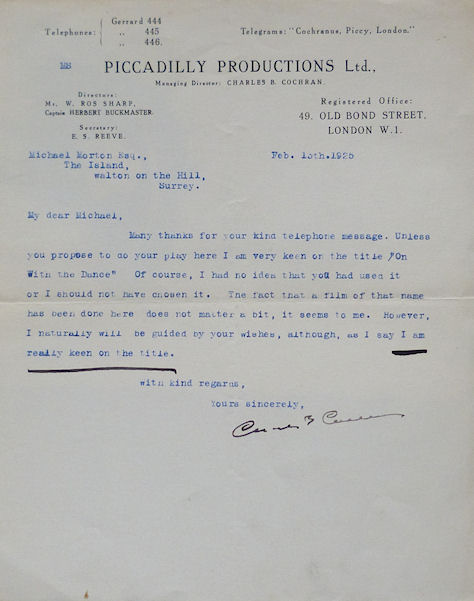 Telephones: Gerrard 444
,, 445
,, 446.
Telegrams: "Cochranus, Piccy, London."
MB
PICCADILLY PRODUCTIONS Ltd.,
Managing Director: CHARLES B. COCHRAN.
Directors:
Mr. W. ROS SHARP,
Captain HERBERT BUCKMASTER.
Secretary:
E. S. REEVE.
Registered Office:
49, OLD BOND STREET,
LONDON W.1.
Michael Morton Esq.,
The Island,
Walton on the Hill,
Surrey.
Feb. 10th.1925
My dear Michael,
Many thanks for your kind telephone message. Unless
you propose to do your play here I am very keen on the title "On
With the Dance" Of course, I had no idea that you had used it
or I should not have chosen it. The fact that a film of that name
has been done here does not matter a bit, it seems to me. However,
I naturally will be guided by your wishes, although, as I say I am
really keen on the title.
with kind regards,
Yours sincerely,
Charles B Cochran